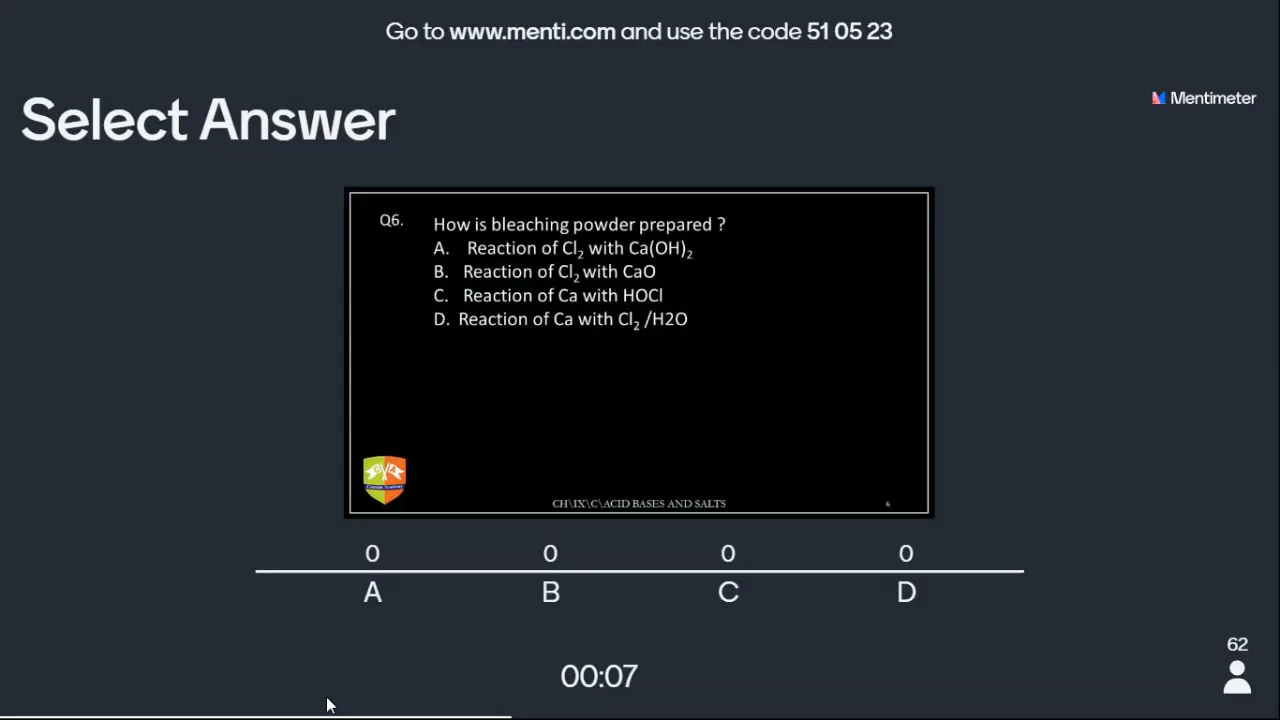 Go to www.menti.com and use the code 51 05 23
Mentimeter
Select Answer
Q6. How is bleaching powder prepared ?
A. Reaction of Cl₂ with Ca(OH)₂
B. Reaction of Cl₂ with CaO
C. Reaction of Ca with HOCl
D. Reaction of Ca with Cl₂ /H2O
CH\IX\C\ACID BASES AND SALTS 6
0 0 0 0
A B C D
00:07
62